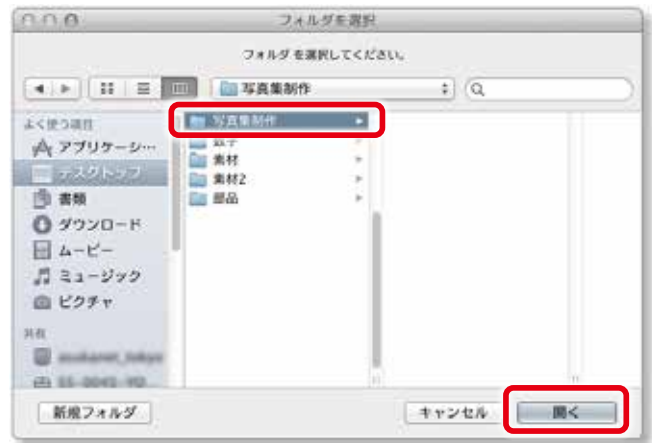 フォルダを選択
フォルダを選択してください。
写真集制作
よく使う項目
アプリケーシ…
デスクトップ
書類
ダウンロード
ムービー
ミュージック
ピクチャ
共有
写真集制作
数字
素材
素材2
部品
新規フォルダ
キャンセル
開く